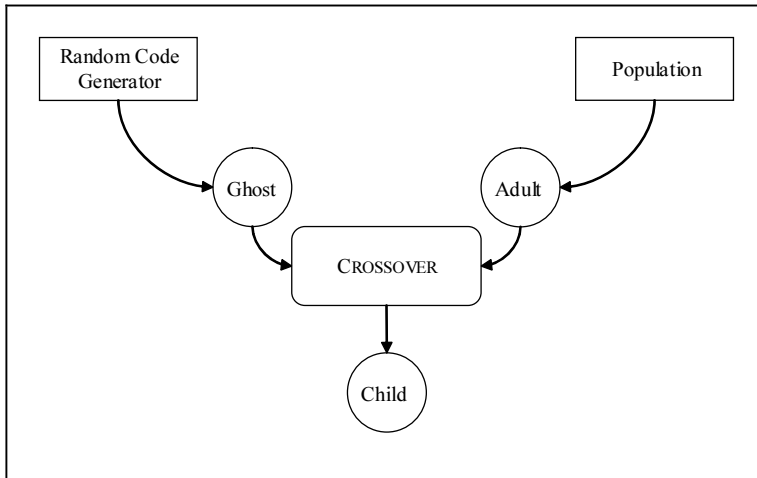 Random Code
Generator
Population
Ghost
Adult
CROSSOVER
Child